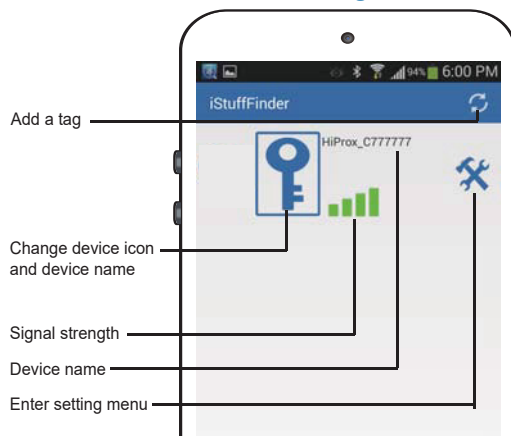 94% 6:00 PM
iStuffFinder
Add a tag
HiProx_C777777
Change device icon
and device name
Signal strength
Device name
Enter setting menu